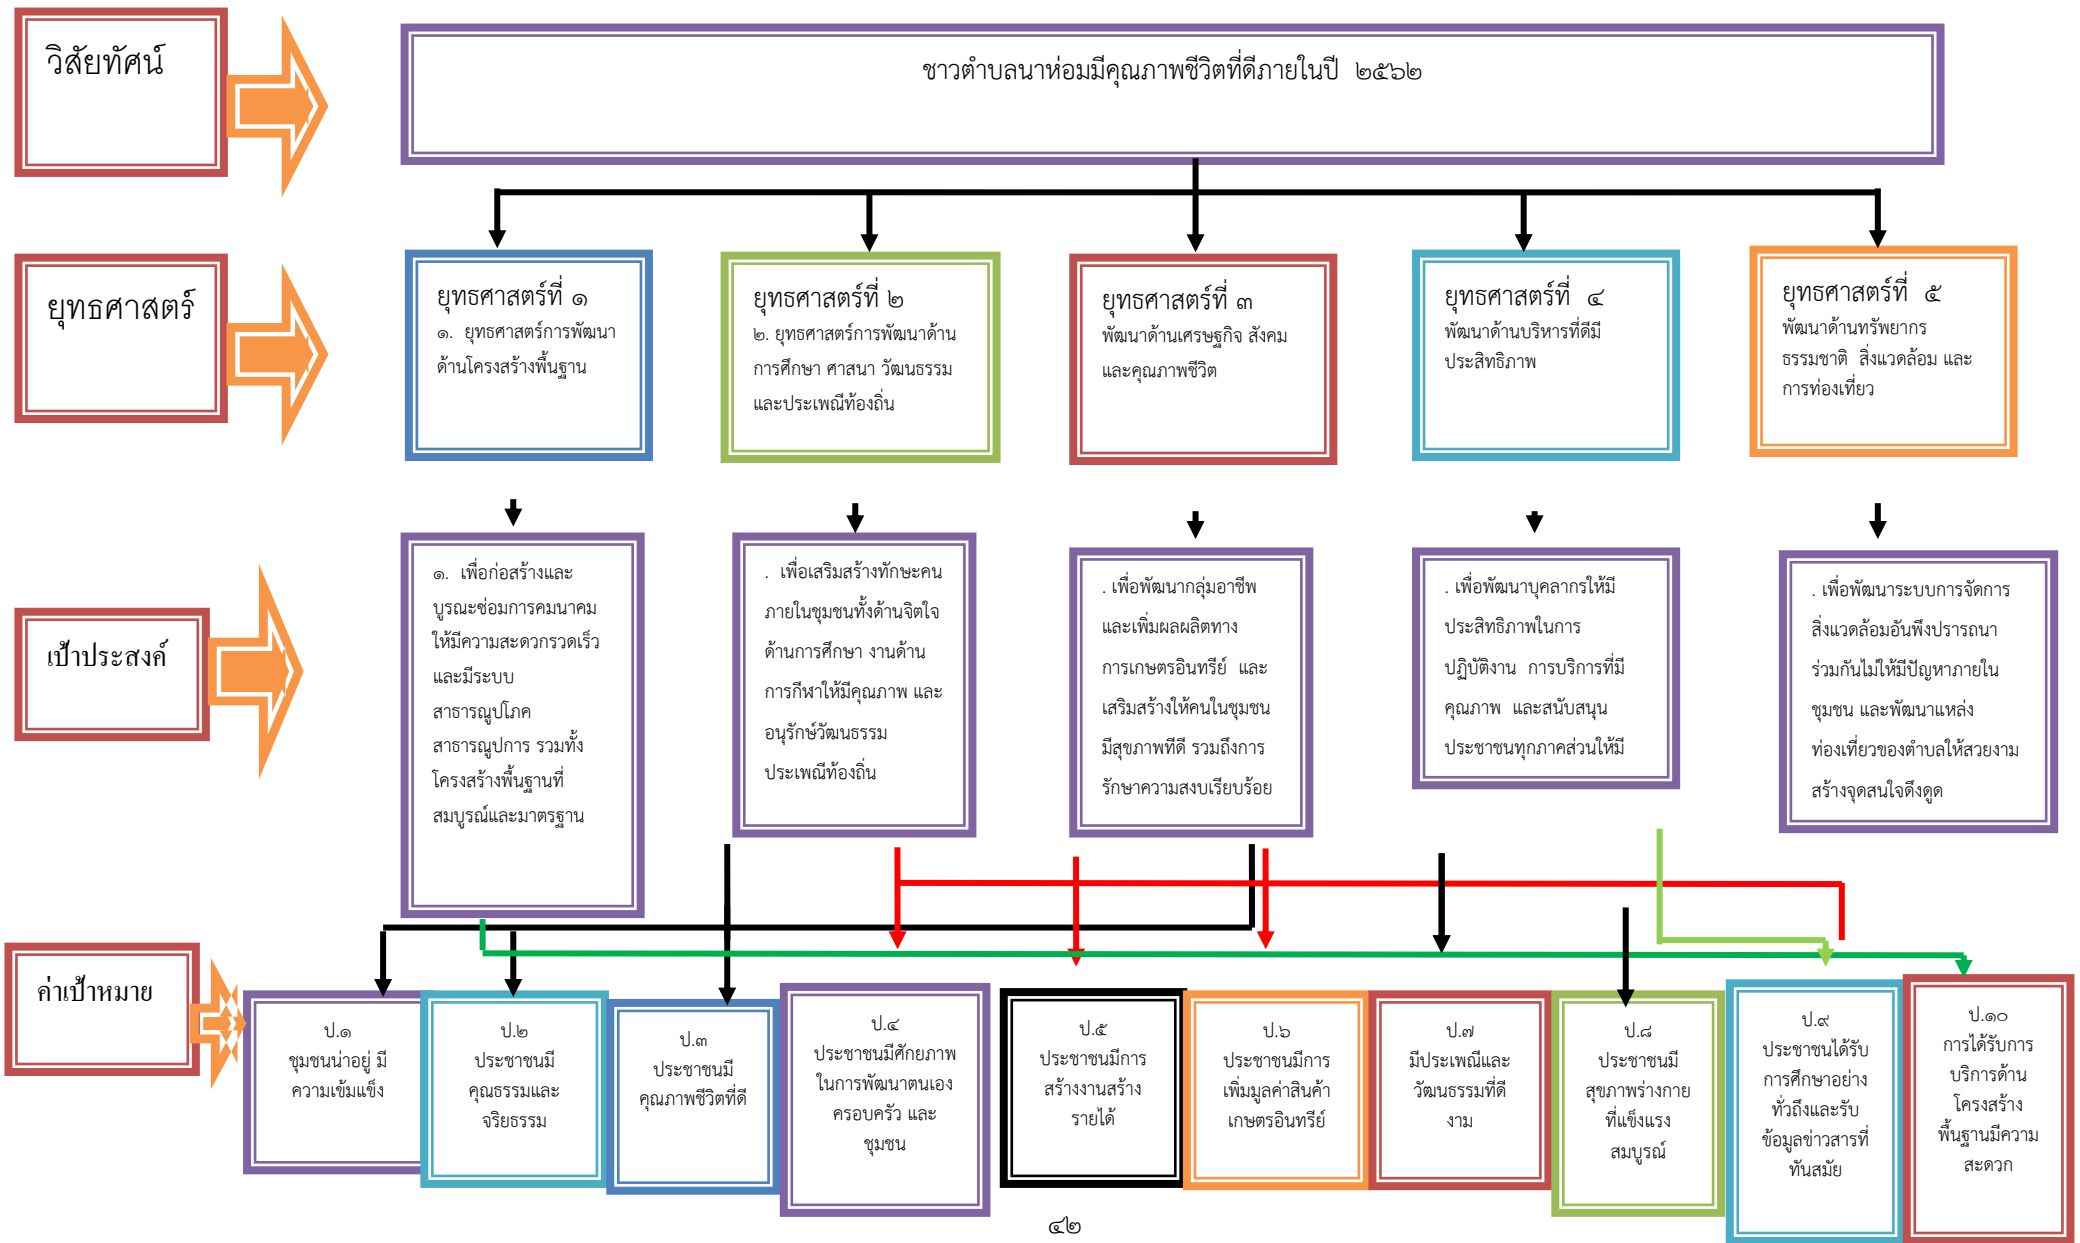 วิสัยทัศน์
ชาวตำบลนาห่อมมีคุณภาพชีวิตที่ดีภายในปี ๒๕๖๒
ยุทธศาสตร์
ยุทธศาสตร์ที่ ๑
๑. ยุทธศาสตร์การพัฒนา
ด้านโครงสร้างพื้นฐาน
ยุทธศาสตร์ที่ ๒
๒. ยุทธศาสตร์การพัฒนาด้าน
การศึกษา ศาสนา วัฒนธรรม
และประเพณีท้องถิ่น
ยุทธศาสตร์ที่ ๓
พัฒนาด้านเศรษฐกิจ สังคม
และคุณภาพชีวิต
ยุทธศาสตร์ที่ ๔
พัฒนาด้านบริหารที่ดีมี
ประสิทธิภาพ
ยุทธศาสตร์ที่ ๕
พัฒนาด้านทรัพยากร
ธรรมชาติ สิ่งแวดล้อม และ
การท่องเที่ยว
เป้าประสงค์
๑. เพื่อก่อสร้างและ
บูรณะซ่อมการคมนาคม
ให้มีความสะดวกรวดเร็ว
และมีระบบ
สาธารณูปโภค
สาธารณูปการ รวมทั้ง
โครงสร้างพื้นฐานที่
สมบูรณ์และมาตรฐาน
. เพื่อเสริมสร้างทักษะคน
ภายในชุมชนทั้งด้านจิตใจ
ด้านการศึกษา งานด้าน
การกีฬาให้มีคุณภาพ และ
อนุรักษ์วัฒนธรรม
ประเพณีท้องถิ่น
. เพื่อพัฒนากลุ่มอาชีพ
และเพิ่มผลผลิตทาง
การเกษตรอินทรีย์ และ
เสริมสร้างให้คนในชุมชน
มีสุขภาพทีดี รวมถึงการ
รักษาความสงบเรียบร้อย
. เพื่อพัฒนาบุคลากรให้มี
ประสิทธิภาพในการ
ปฏิบัติงาน การบริการที่มี
คุณภาพ และสนับสนุน
ประชาชนทุกภาคส่วนให้มี
. เพื่อพัฒนาระบบการจัดการ
สิ่งแวดล้อมอันพึงปรารถนา
ร่วมกันไม่ให้มีปัญหาภายใน
ชุมชน และพัฒนาแหล่ง
ท่องเที่ยวของตำบลให้สวยงาม
สร้างจุดสนใจดึงดูด
ค่าเป้าหมาย
ป.๑
ชุมชนน่าอยู่ มี
ความเข้มแข็ง
ป.๒
ประชาชนมี
คุณธรรมและ
จริยธรรม
ป.๓
ประชาชนมี
คุณภาพชีวิตที่ดี
ป.๔
ประชาชนมีศักยภาพ
ในการพัฒนาตนเอง
ครอบครัว และ
ชุมชน
ป.๕
ประชาชนมีการ
สร้างงานสร้าง
รายได้
ป.๖
ประชาชนมีการ
เพิ่มมูลค่าสินค้า
เกษตรอินทรีย์
ป.๗
มีประเพณีและ
วัฒนธรรมที่ดี
งาม
ป.๘
ประชาชนมี
สุขภาพร่างกาย
ที่แข็งแรง
สมบูรณ์
ป.๙
ประชาชนได้รับ
การศึกษาอย่าง
ทั่วถึงและรับ
ข้อมูลข่าวสารที่
ทันสมัย
ป.๑๐
การได้รับการ
บริการด้าน
โครงสร้าง
พื้นฐานมีความ
สะดวก
๔๒